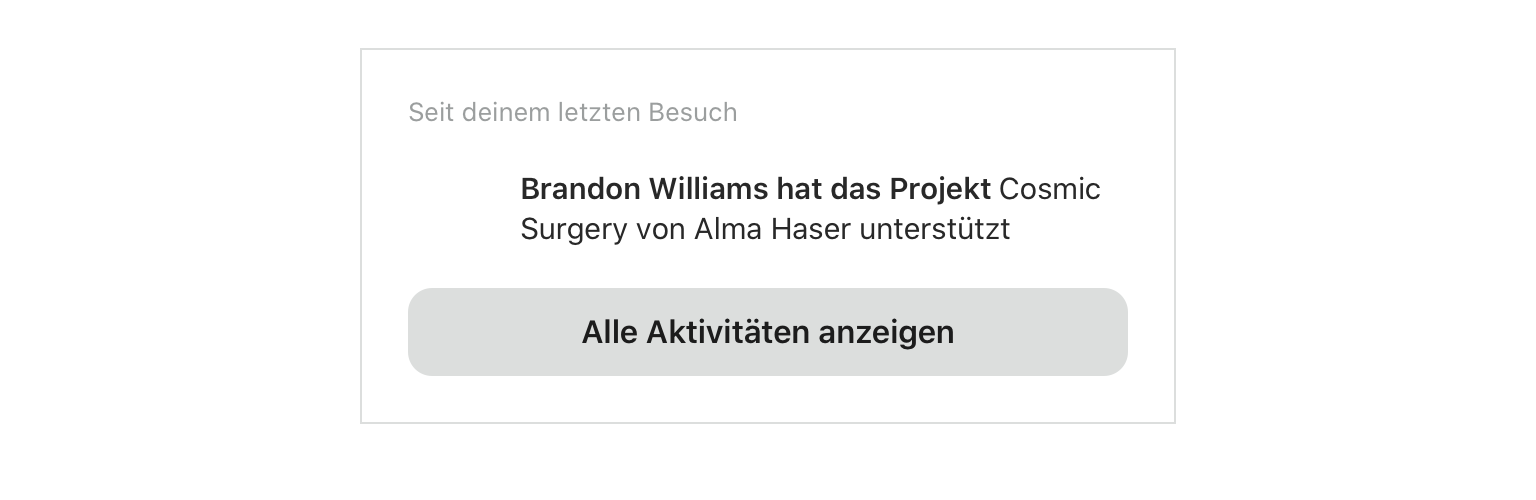 Seit deinem letzten Besuch
Brandon Williams hat das Projekt Cosmic
Surgery von Alma Haser unterstützt
Alle Aktivitäten anzeigen